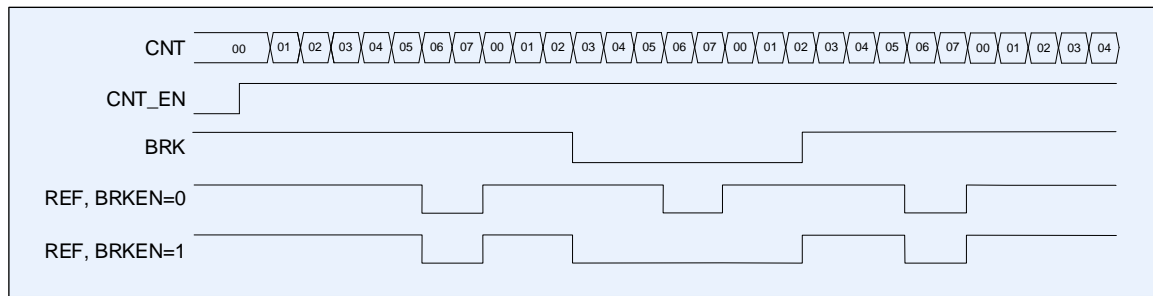 CNT 00 01 02 03 04 05 06 07 00 01 02 03 04 05 06 07 00 01 02 03 04 05 06 07 00 01 02 03 04
CNT_EN
BRK
REF, BRKEN=0
REF, BRKEN=1